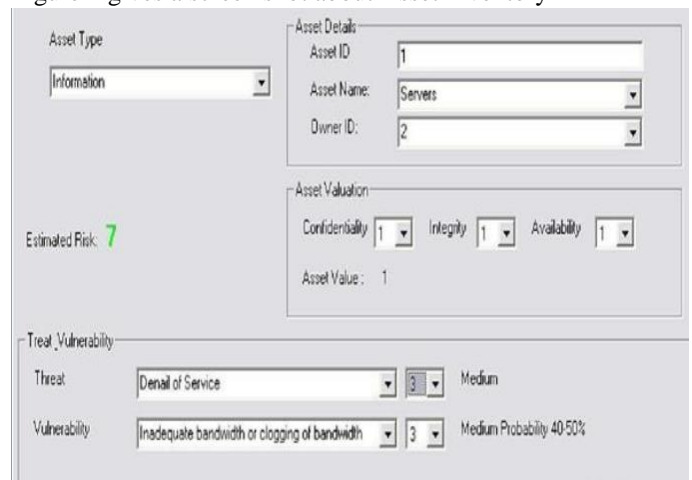 Asset Type
Information
Asset Details
Asset ID 1
Asset Name: Servers
Owner ID: 2
Estimated Risk: 7
Asset Valuation
Confidentiality 1 Integrity 1 Availability 1
Asset Value : 1
Treat_Vulnerability
Threat Denail of Service 3 Medium
Vulnerability Inadequate bandwidth or clogging of bandwidth 3 Medium Probability 40-50%